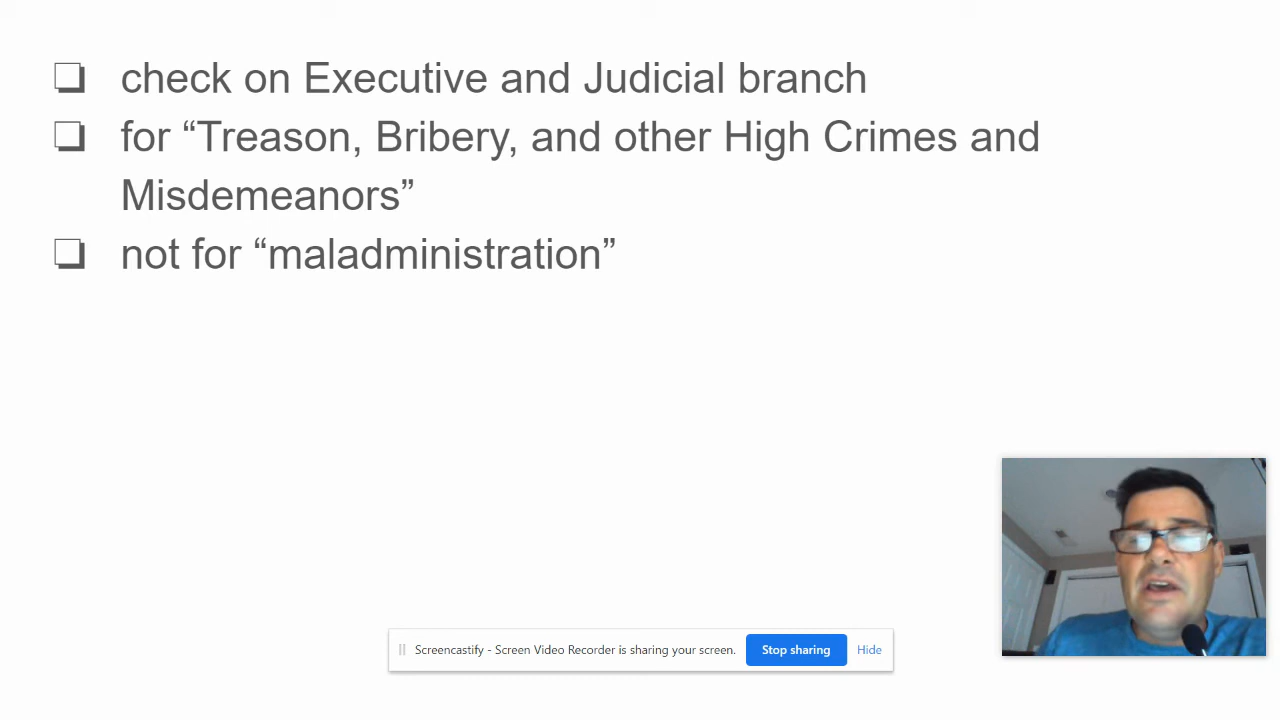 check on Executive and Judicial branch
for “Treason, Bribery, and other High Crimes and
Misdemeanors”
not for “maladministration”
Screencastify - Screen Video Recorder is sharing your screen. Stop sharing Hide